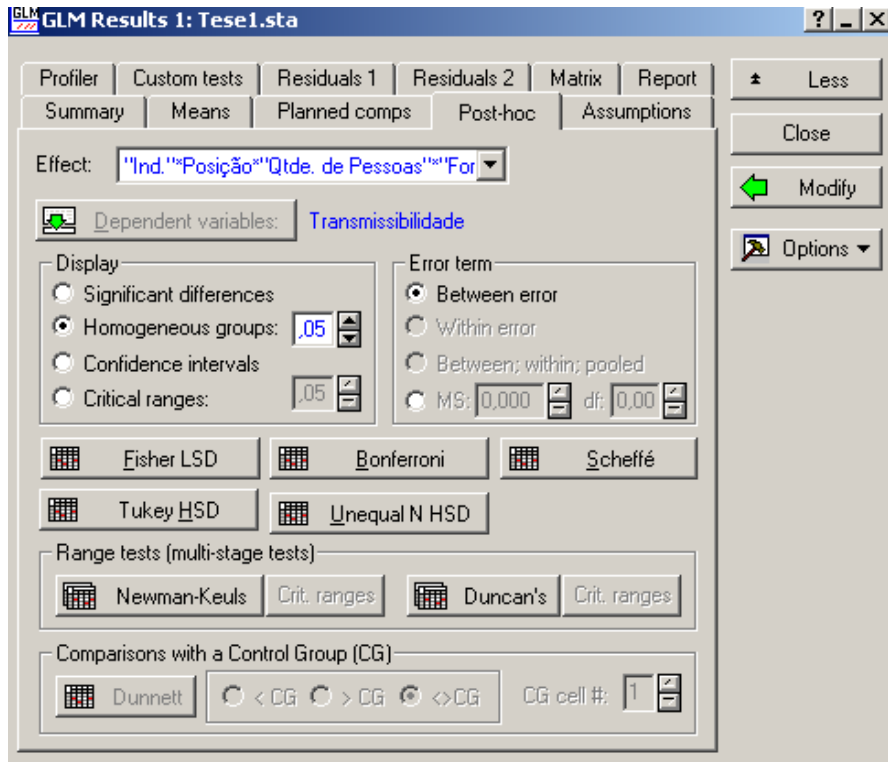 GLM GLM Results 1: Tese1.sta ? _ X
Profiler Custom tests Residuals 1 Residuals 2 Matrix Report
Summary Means Planned comps Post-hoc Assumptions
Less
Close
Modify
Options
Effect: "Ind."*Posição*"Qtde. de Pessoas"*"For
Dependent variables: Transmissibilidade
Display
Significant differences
Homogeneous groups: ,05
Confidence intervals
Critical ranges: ,05
Error term
Between error
Within error
Between; within; pooled
MS: 0,000 df: 0,00
Fisher LSD Bonferroni Scheffé
Tukey HSD Unequal N HSD
Range tests (multi-stage tests)
Newman-Keuls Crit. ranges Duncan's Crit. ranges
Comparisons with a Control Group (CG)
Dunnett < CG > CG <>CG CG cell #: 1